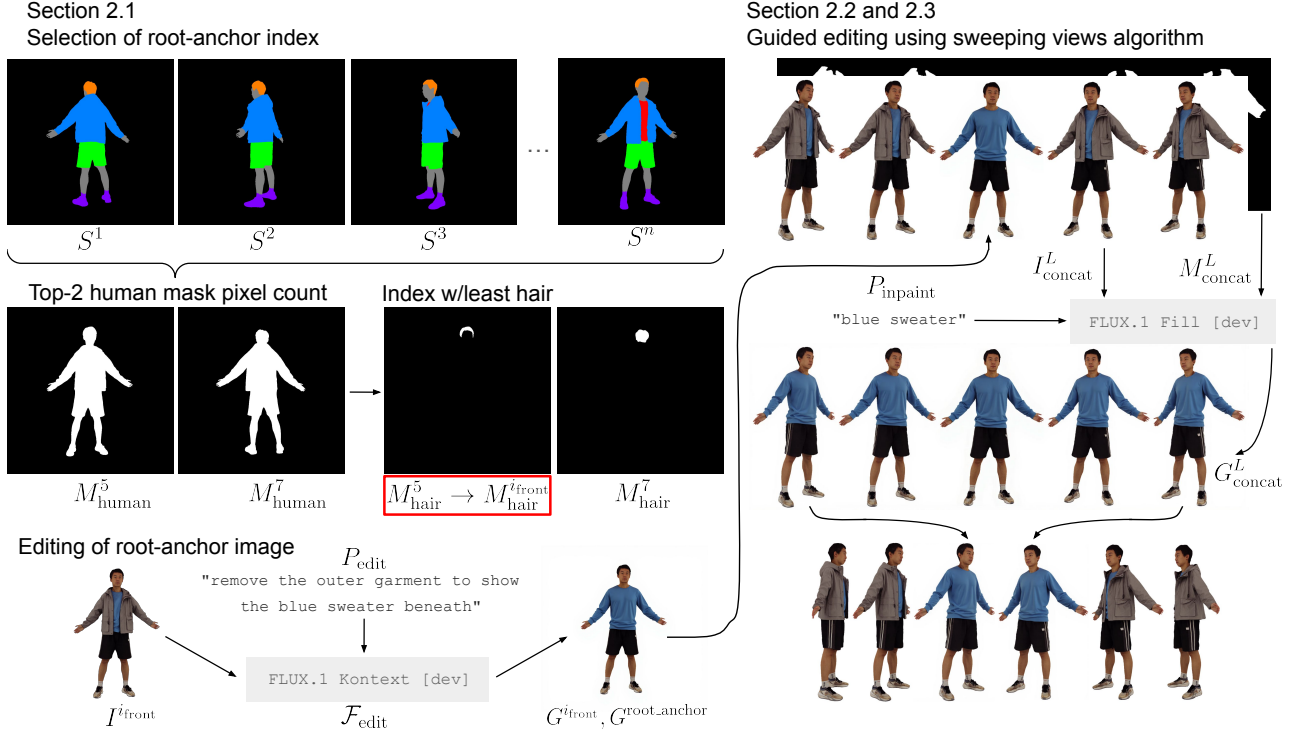 Section 2.1
Selection of root-anchor index
S^1
S^2
S^3
...
S^n
Top-2 human mask pixel count
Index w/least hair
M^5_human
M^7_human
M^5_hair → M^{i_front}_hair
M^7_hair
Editing of root-anchor image
P_edit
"remove the outer garment to show
the blue sweater beneath"
FLUX.1 Kontext [dev]
I^{i_front}
F_edit
G^{i_front}, G^{root_anchor}
Section 2.2 and 2.3
Guided editing using sweeping views algorithm
I^L_concat
M^L_concat
P_inpaint
"blue sweater"
FLUX.1 Fill [dev]
G^L_concat